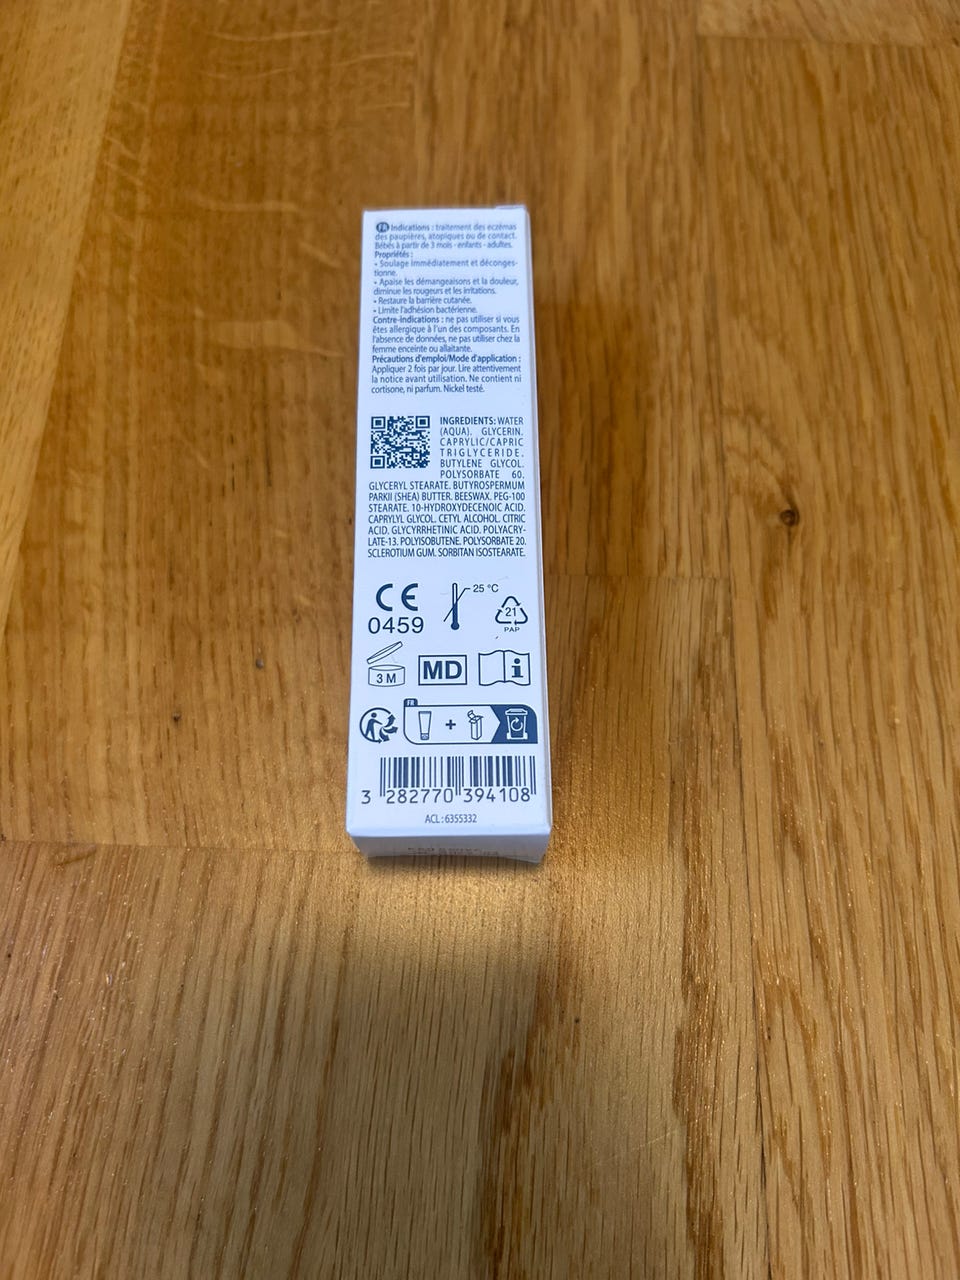 FR Indications : traitement des eczémas
des paupières, atopiques ou de contact.
Bébés à partir de 3 mois - enfants - adultes.
Propriétés :
• Soulage immédiatement et déconges-
tionne.
• Apaise les démangeaisons et la douleur,
diminue les rougeurs et les irritations.
• Restaure la barrière cutanée.
• Limite l'adhésion bactérienne.
Contre-indications : ne pas utiliser si vous
êtes allergique à l'un des composants. En
l'absence de données, ne pas utiliser chez la
femme enceinte ou allaitante.
Précautions d'emploi/Mode d'application :
Appliquer 2 fois par jour. Lire attentivement
la notice avant utilisation. Ne contient ni
cortisone, ni parfum. Nickel testé.
INGREDIENTS: WATER
(AQUA). GLYCERIN.
CAPRYLIC/CAPRIC
TRIGLYCERIDE.
BUTYLENE GLYCOL.
POLYSORBATE 60.
GLYCERYL STEARATE. BUTYROSPERMUM
PARKII (SHEA) BUTTER. BEESWAX. PEG-100
STEARATE. 10-HYDROXYDECENOIC ACID.
CAPRYLYL GLYCOL. CETYL ALCOHOL. CITRIC
ACID. GLYCYRRHETINIC ACID. POLYACRY-
LATE-13. POLYISOBUTENE. POLYSORBATE 20.
SCLEROTIUM GUM. SORBITAN ISOSTEARATE.
CE
0459
25 °C
21
PAP
3 M
MD
i
FR
+
3 282770 394108
ACL : 6355332